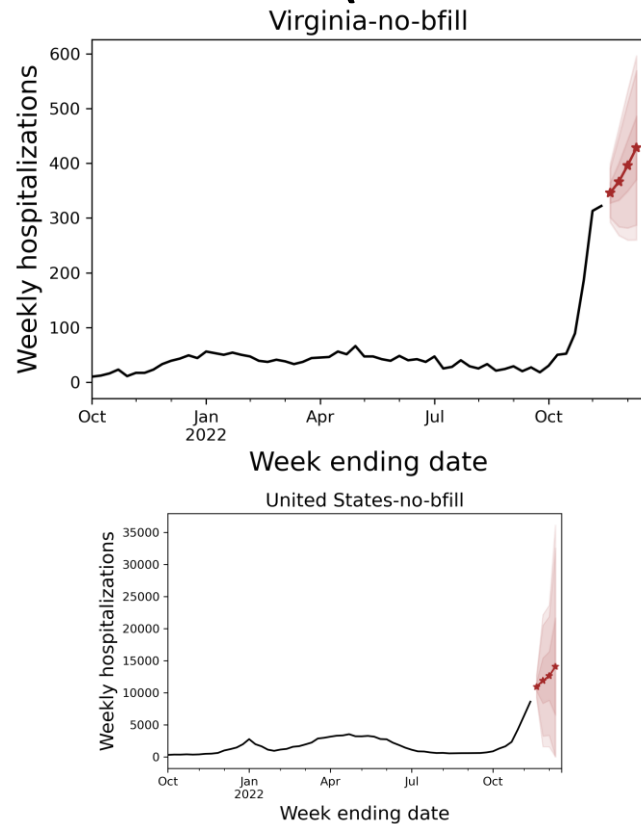 Virginia-no-bfill
Weekly hospitalizations
600
500
400
300
200
100
0
Oct Jan Apr Jul Oct
2022
Week ending date
United States-no-bfill
Weekly hospitalizations
35000
30000
25000
20000
15000
10000
5000
0
Oct Jan Apr Jul Oct
2022
Week ending date